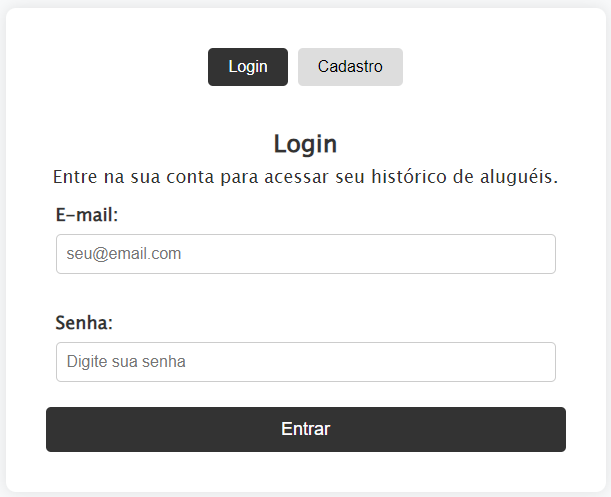 Login Cadastro
Login
Entre na sua conta para acessar seu histórico de aluguéis.
E-mail:
seu@email.com
Senha:
Digite sua senha
Entrar